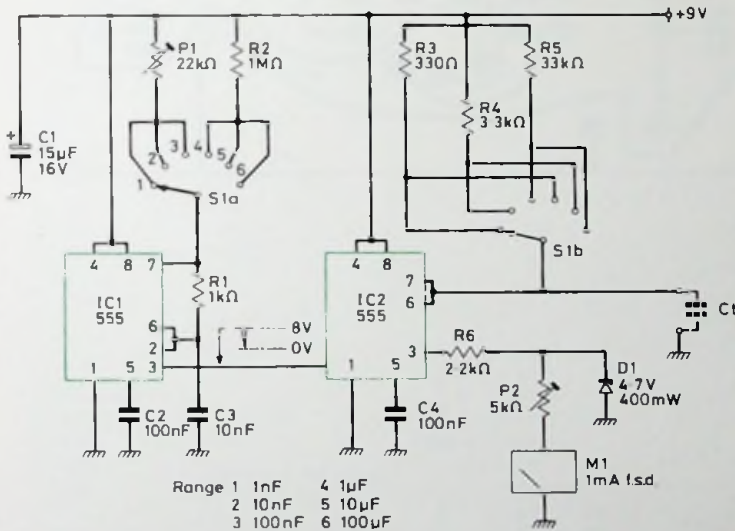 +9V
P1
22kΩ
R2
1MΩ
R3
330Ω
R5
33kΩ
R4
3·3kΩ
+
C1
15μF
16V
1
2
3
4
5
6
S1a
S1b
4 8 7
IC1
555
6
2
3
1 5
R1
1kΩ
8V
0V
4 8
IC2
555
7
6
3
1 5
Ct
R6
2·2kΩ
P2
5kΩ
D1
4·7V
400mW
C2
100nF
C3
10nF
C4
100nF
M1
1mA f.s.d.
Range 1 1nF 4 1μF
2 10nF 5 10μF
3 100nF 6 100μF